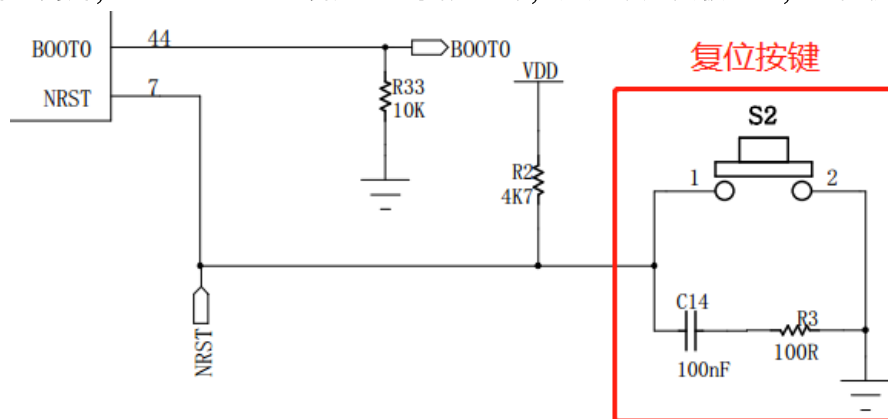 BOOT0
44
BOOT0
NRST
7
R33
10K
VDD
R2
4K7
复位按键
S2
1
2
C14
100nF
R3
100R
NRST